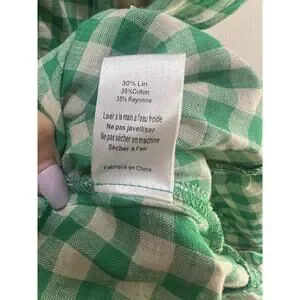 30% Lin
35%Coton
35% Rayonne
Laver à la main à l'eau froide
Ne pas javelliser
Ne pas sécher en machine
Sécher à l'air
Fabriqué en Chine